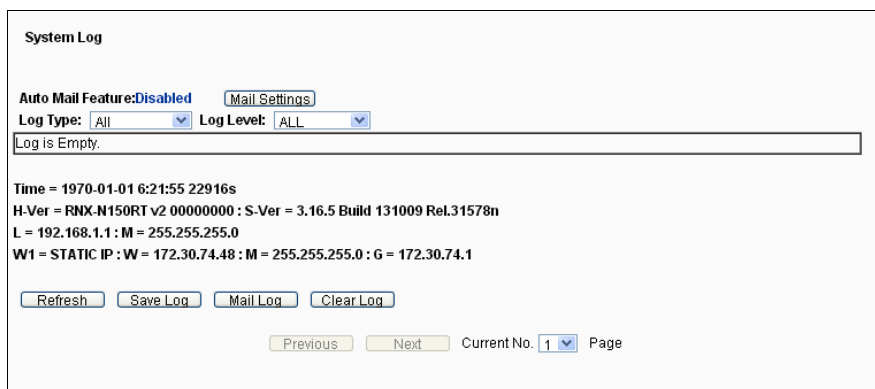 System Log
Auto Mail Feature:Disabled Mail Settings
Log Type: All Log Level: ALL
Log is Empty.
Time = 1970-01-01 6:21:55 22916s
H-Ver = RNX-N150RT v2 00000000 : S-Ver = 3.16.5 Build 131009 Rel.31578n
L = 192.168.1.1 : M = 255.255.255.0
W1 = STATIC IP : W = 172.30.74.48 : M = 255.255.255.0 : G = 172.30.74.1
Refresh Save Log Mail Log Clear Log
Previous Next Current No. 1 Page